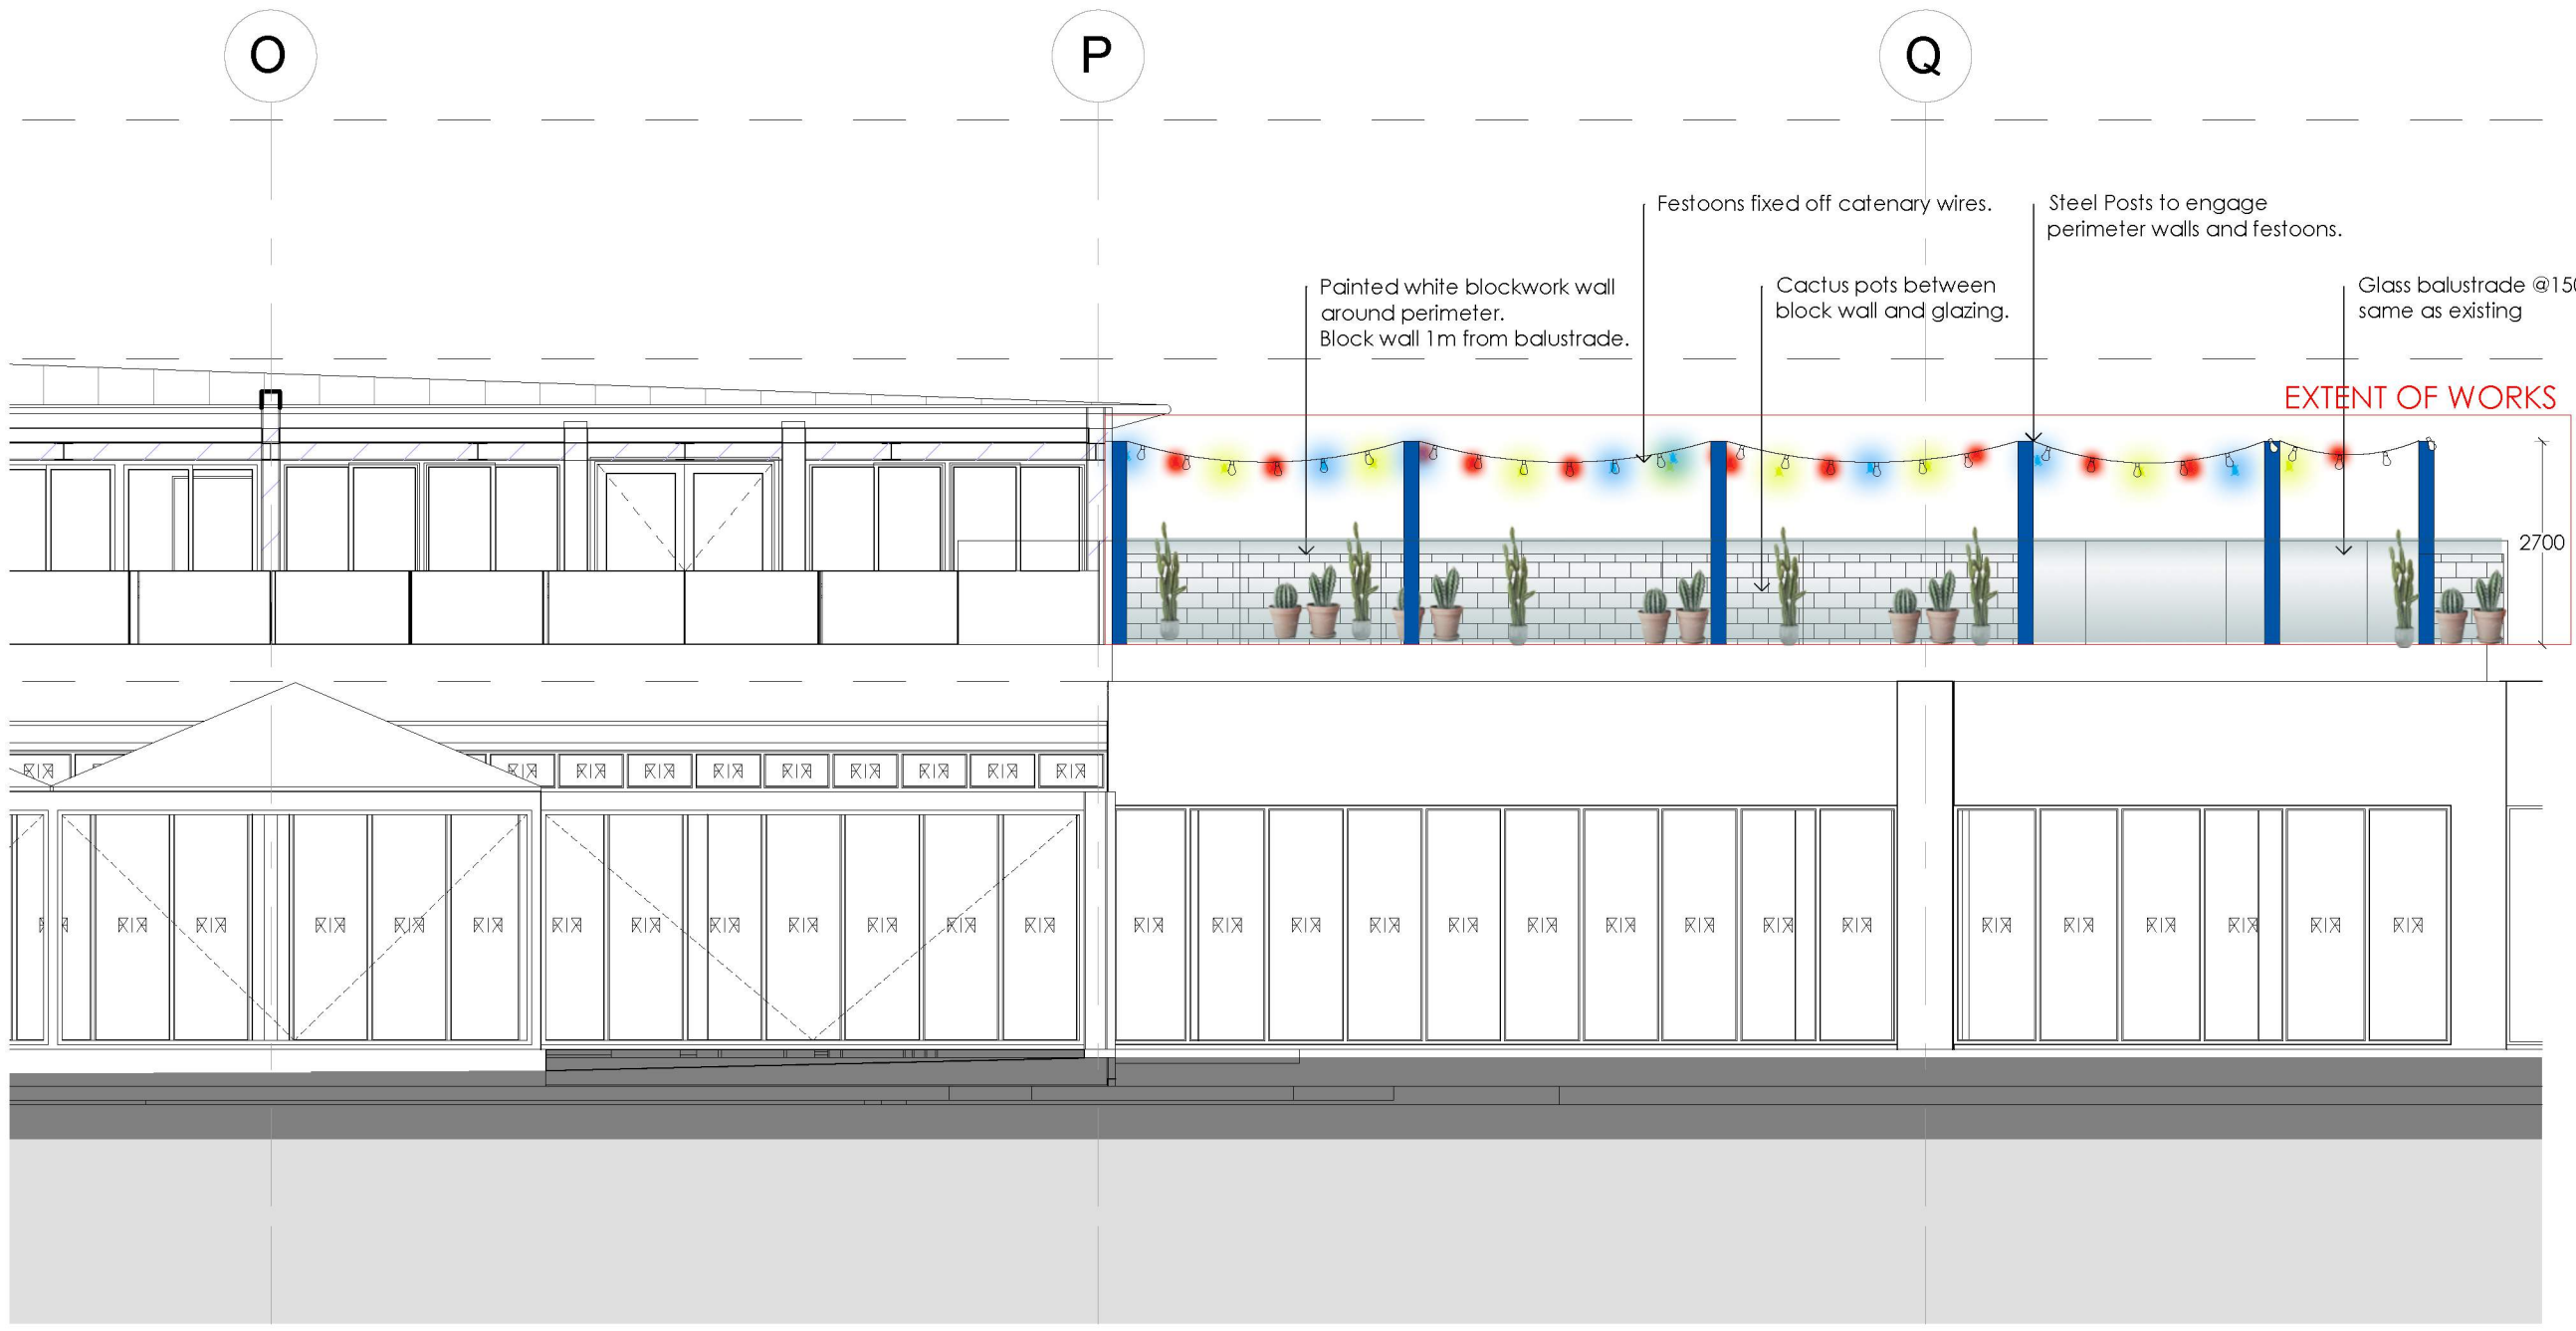 O
P
Q
Festoons fixed off catenary wires.
Steel Posts to engage
perimeter walls and festoons.
Painted white blockwork wall
around perimeter.
Block wall 1m from balustrade.
Cactus pots between
block wall and glazing.
Glass balustrade @150
same as existing
EXTENT OF WORKS
2700